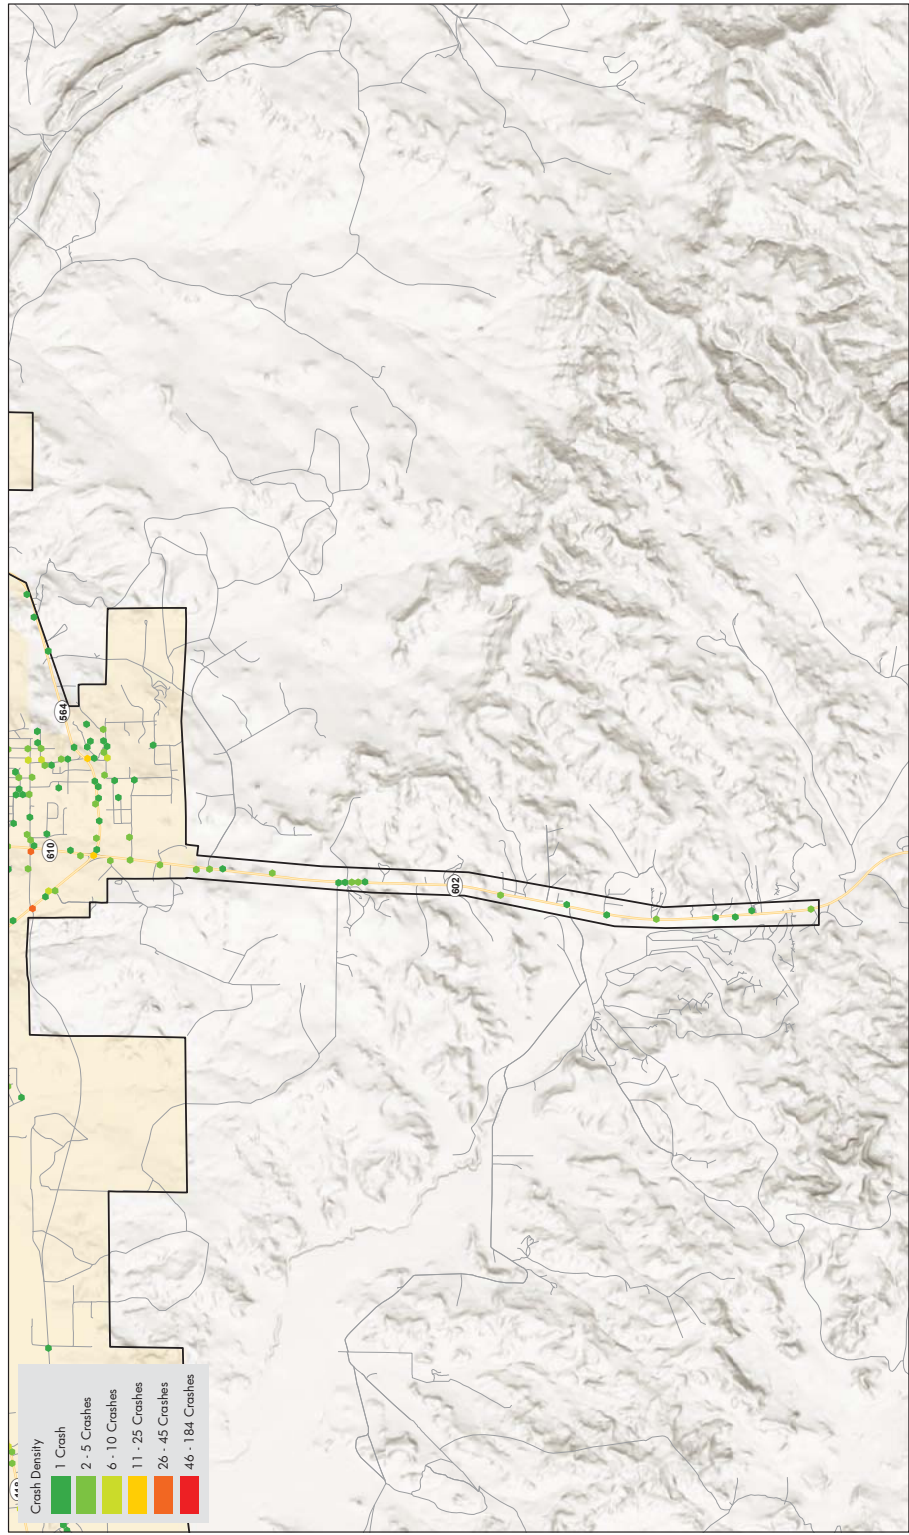 564
610
602
Crash Density
1 Crash
2 - 5 Crashes
6 - 10 Crashes
11 - 25 Crashes
26 - 45 Crashes
46 - 184 Crashes